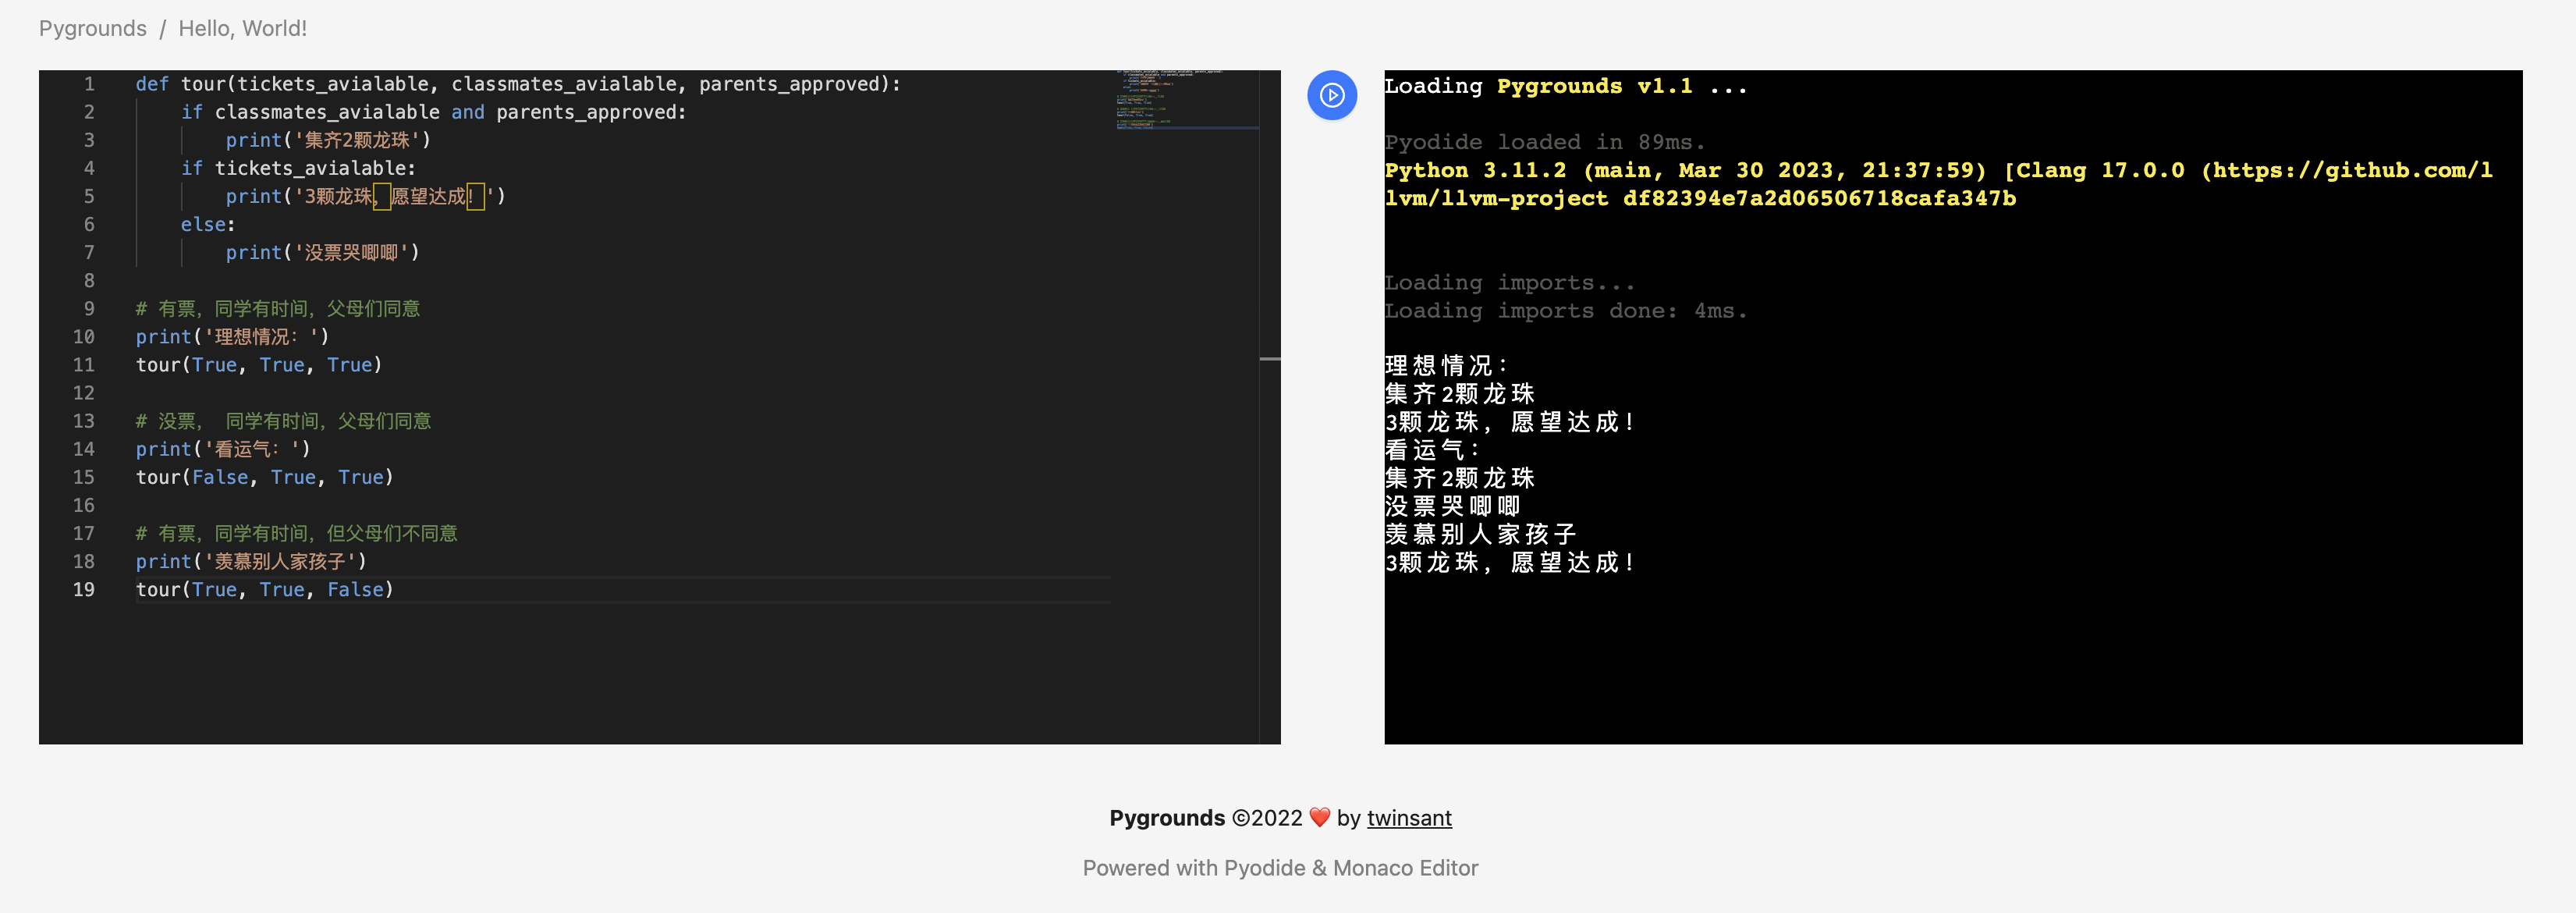 Pygrounds / Hello, World!
1 def tour(tickets_avialable, classmates_avialable, parents_approved):
2 if classmates_avialable and parents_approved:
3 print('集齐2颗龙珠')
4 if tickets_avialable:
5 print('3颗龙珠，愿望达成！')
6 else:
7 print('没票哭唧唧')
8
9 # 有票，同学有时间，父母们同意
10 print('理想情况：')
11 tour(True, True, True)
12
13 # 没票， 同学有时间，父母们同意
14 print('看运气：')
15 tour(False, True, True)
16
17 # 有票，同学有时间，但父母们不同意
18 print('羡慕别人家孩子')
19 tour(True, True, False)
Loading Pygrounds v1.1 ...
Pyodide loaded in 89ms.
Python 3.11.2 (main, Mar 30 2023, 21:37:59) [Clang 17.0.0 (https://github.com/l
lvm/llvm-project df82394e7a2d06506718cafa347b
Loading imports...
Loading imports done: 4ms.
理想情况：
集齐2颗龙珠
3颗龙珠，愿望达成！
看运气：
集齐2颗龙珠
没票哭唧唧
羡慕别人家孩子
3颗龙珠，愿望达成！
Pygrounds ©2022 ❤️ by twinsant
Powered with Pyodide & Monaco Editor